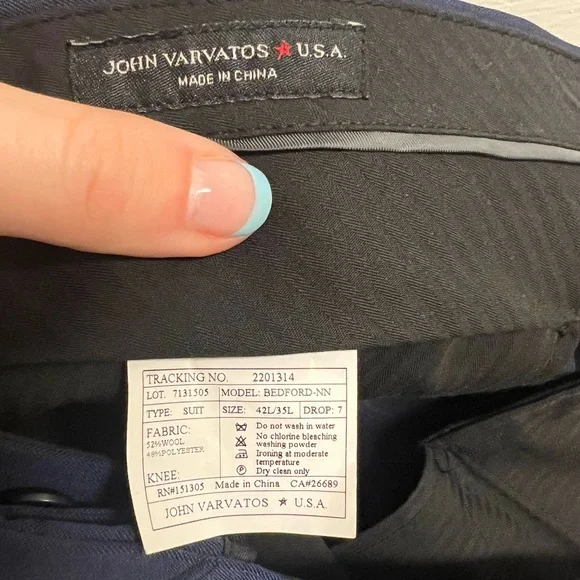 JOHN VARVATOS ★ U.S.A.
MADE IN CHINA
TRACKING NO. 2201314
LOT. 7131505 MODEL: BEDFORD-NN
TYPE: SUIT SIZE: 42L/35L DROP: 7
FABRIC:
52%WOOL
48%POLYESTER
KNEE:
Do not wash in water
No chlorine bleaching
washing powder
Ironing at moderate
temperature
Dry clean only
RN#151305 Made in China CA#26689
JOHN VARVATOS ★ U.S.A.